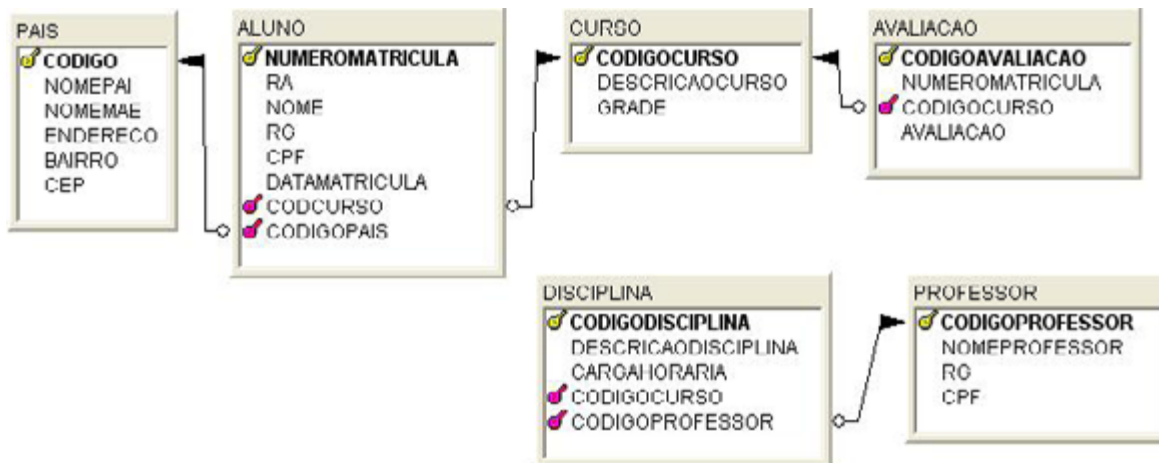 PAIS
CODIGO
NOMEPAI
NOMEMAE
ENDERECO
BAIRRO
CEP
ALUNO
NUMEROMATRICULA
RA
NOME
RG
CPF
DATAMATRICULA
CODCURSO
CODIGOPAIS
CURSO
CODIGOCURSO
DESCRICAOCURSO
GRADE
AVALIACAO
CODIGOAVALIACAO
NUMEROMATRICULA
CODIGOCURSO
AVALIACAO
DISCIPLINA
CODIGODISCIPLINA
DESCRICAODISCIPLINA
CARGAHORARIA
CODIGOCURSO
CODIGOPROFESSOR
PROFESSOR
CODIGOPROFESSOR
NOMEPROFESSOR
RG
CPF